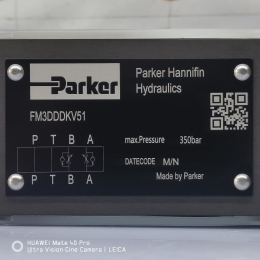 Parker
Parker Hannifin
Hydraulics
FM3DDDKV51
P T B A
max.Pressure 350bar
DATECODE M/N
P T B A
Made by Parker
HUAWEI Mate 40 Pro
Ultra Vision Cine Camera | LEICA